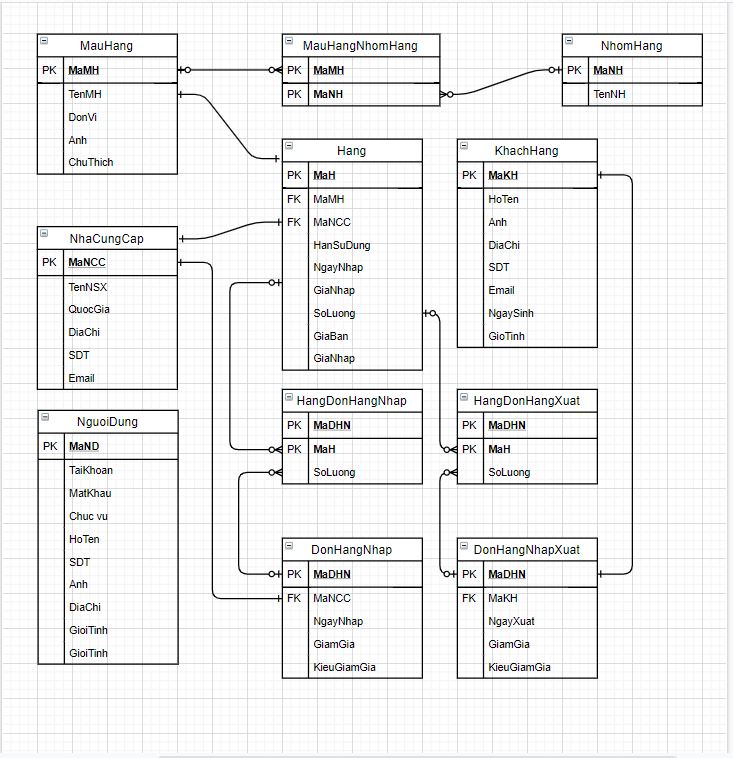 MauHang
PK MaMH
TenMH
DonVi
Anh
ChuThich
MauHangNhomHang
PK MaMH
PK MaNH
NhomHang
PK MaNH
TenNH
Hang
PK MaH
FK MaMH
FK MaNCC
HanSuDung
NgayNhap
GiaNhap
SoLuong
GiaBan
GiaNhap
KhachHang
PK MaKH
HoTen
Anh
DiaChi
SDT
Email
NgaySinh
GioTinh
NhaCungCap
PK MaNCC
TenNSX
QuocGia
DiaChi
SDT
Email
NguoiDung
PK MaND
TaiKhoan
MatKhau
Chuc vu
HoTen
SDT
Anh
DiaChi
GioiTinh
GioiTinh
HangDonHangNhap
PK MaDHN
PK MaH
SoLuong
HangDonHangXuat
PK MaDHN
PK MaH
SoLuong
DonHangNhap
PK MaDHN
FK MaNCC
NgayNhap
GiamGia
KieuGiamGia
DonHangNhapXuat
PK MaDHN
FK MaKH
NgayXuat
GiamGia
KieuGiamGia